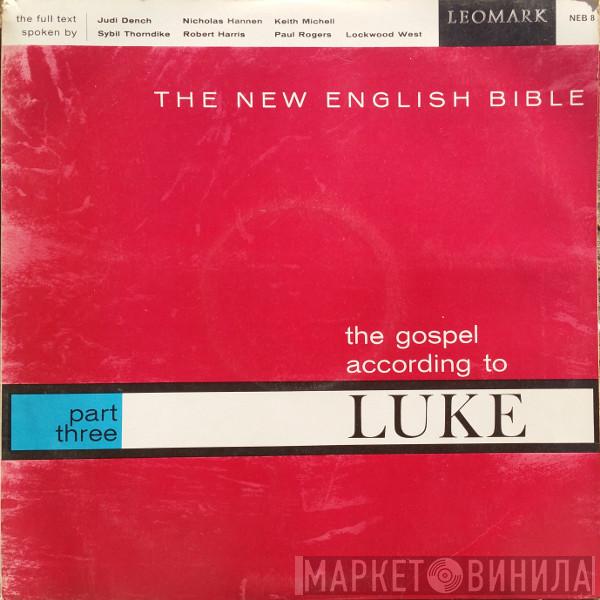 the full text
spoken by
Judi Dench Nicholas Hannen Keith Michell
Sybil Thorndike Robert Harris Paul Rogers Lockwood West
LEOMARK
NEB 8
THE NEW ENGLISH BIBLE
the gospel
according to
LUKE
part
three
МАРКЕТ ВИНИЛА